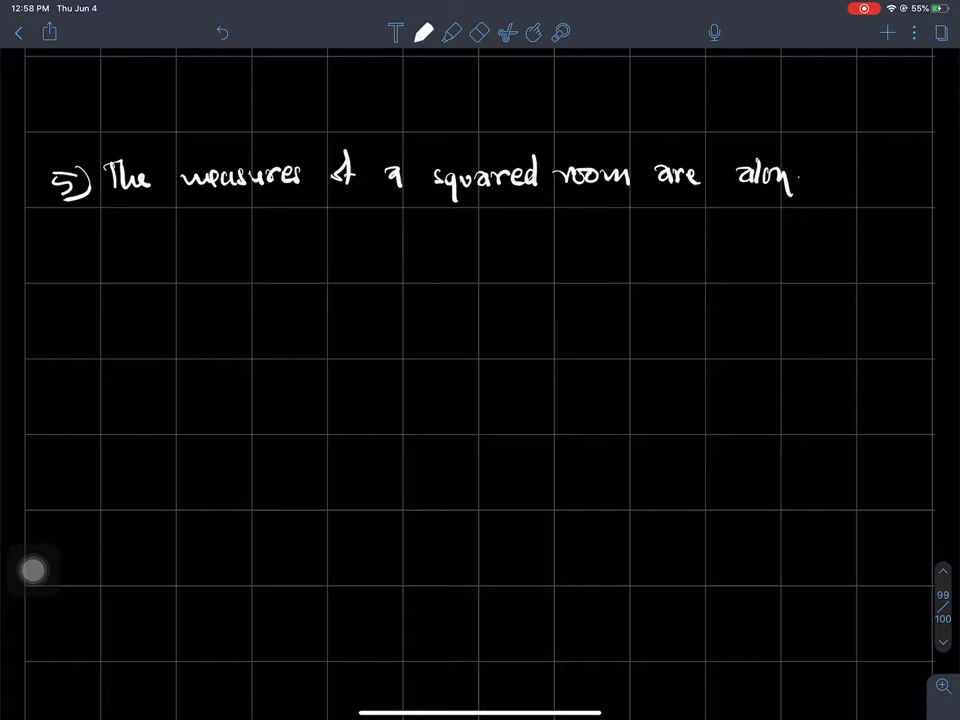 12:58 PM Thu Jun 4
55%
T
5) The measures of a squared room are alon
99
100